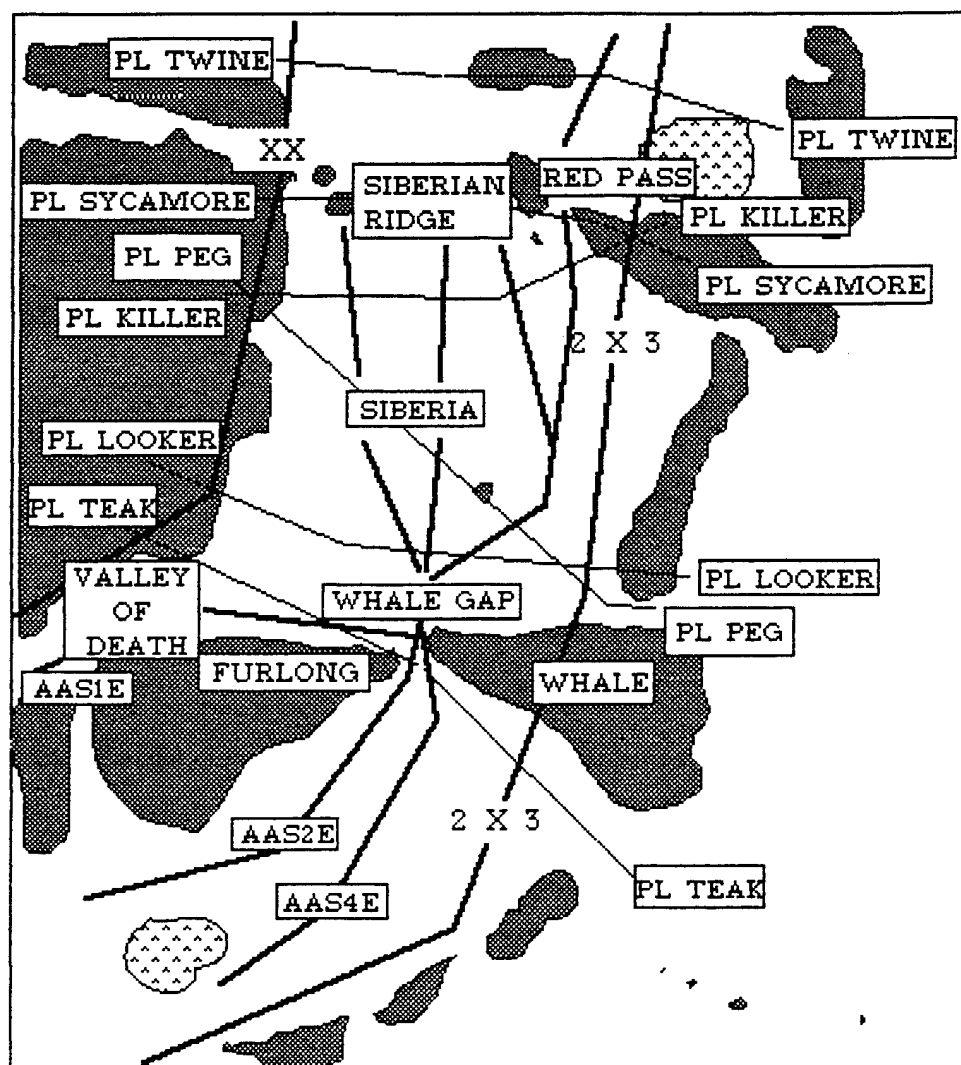 PL TWINE
PL TWINE
XX
RED PASS
SIBERIAN
RIDGE
PL SYCAMORE
PL KILLER
PL PEG
PL SYCAMORE
PL KILLER
2 X 3
SIBERIA
PL LOOKER
PL TEAK
PL LOOKER
VALLEY
OF
DEATH
WHALE GAP
PL PEG
FURLONG
WHALE
AAS1E
2 X 3
AAS2E
PL TEAK
AAS4E